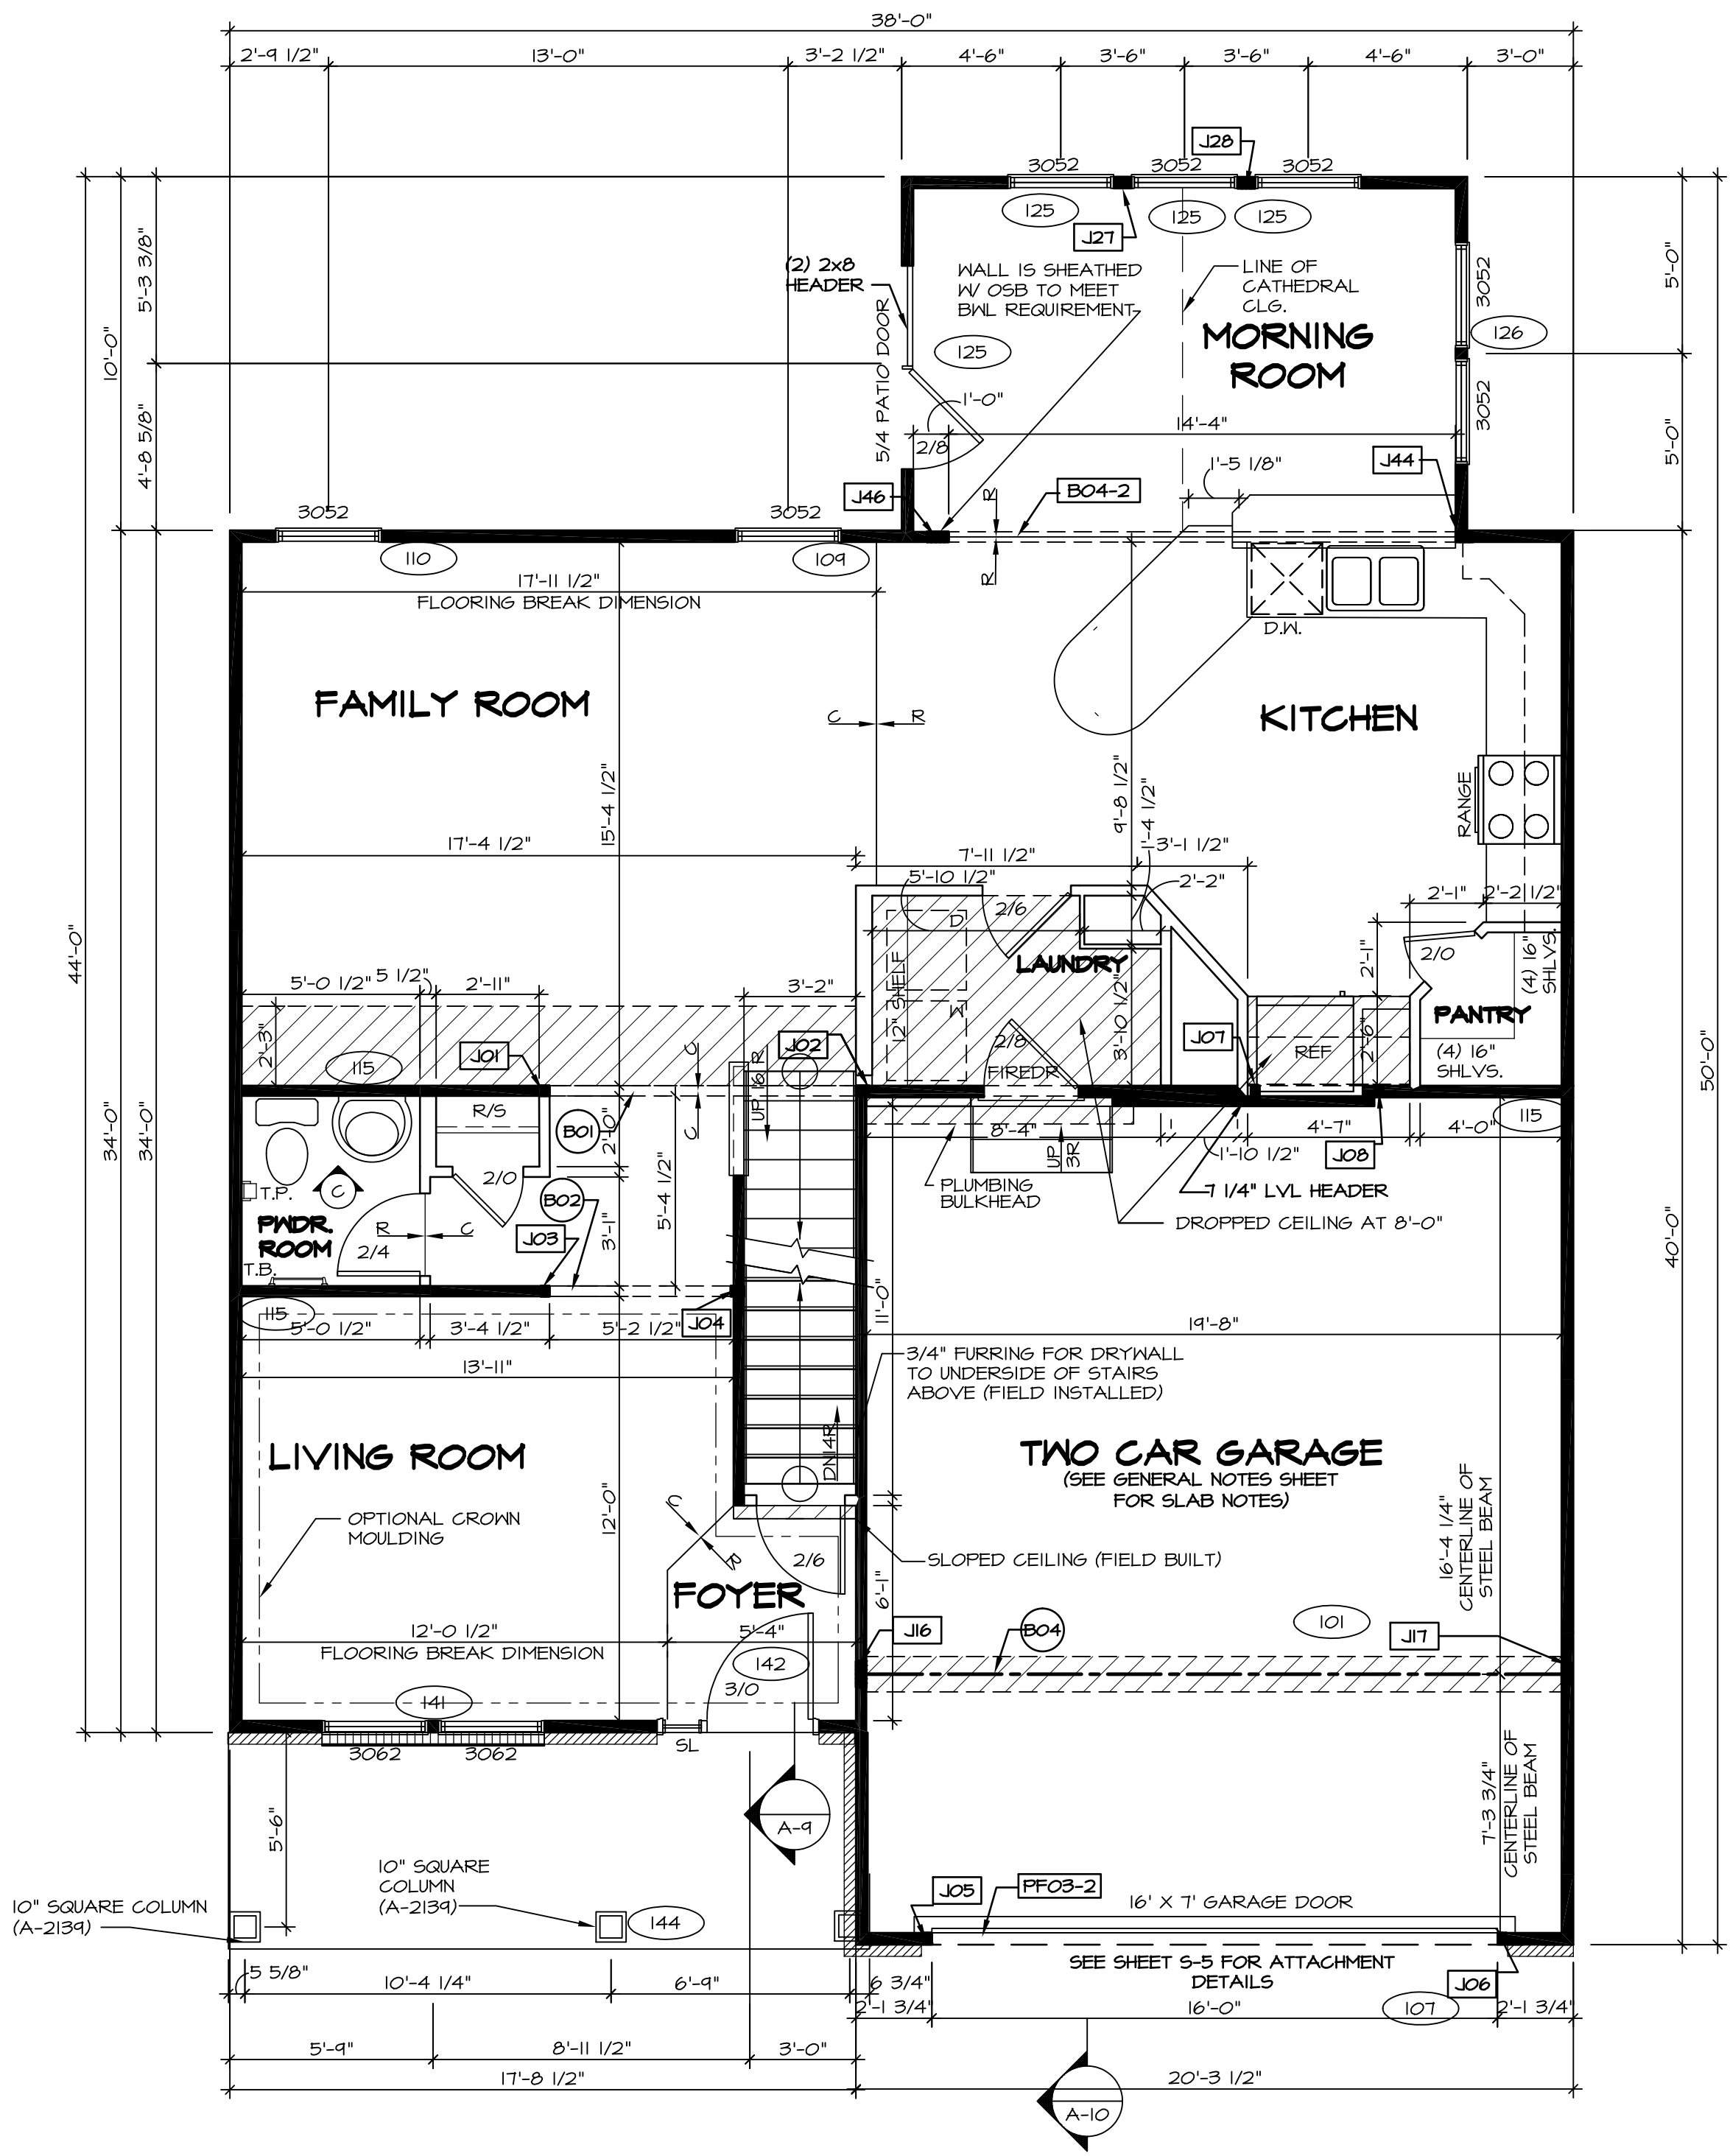 38'-0"
2'-9 1/2"
13'-0"
3'-2 1/2"
4'-6"
3'-6"
3'-6"
4'-6"
3'-0"
J28
3052
3052
3052
125
125
125
J27
(2) 2x8
HEADER
WALL IS SHEATHED
W/ OSB TO MEET
BWL REQUIREMENT
LINE OF
CATHEDRAL
CLG.
MORNING
ROOM
3052
126
3052
5'-0"
5'-0"
5'-3 3/8"
10'-0"
4'-8 5/8"
5/4 PATIO DOOR
125
1'-0"
2/8
14'-4"
1'-5 1/8"
J44
J46
R
B04-2
R
3052
3052
110
109
17'-11 1/2"
FLOORING BREAK DIMENSION
D.W.
FAMILY ROOM
C
R
KITCHEN
15'-4 1/2"
9'-8 1/2"
1'-4 1/2"
RANGE
17'-4 1/2"
7'-11 1/2"
3'-1 1/2"
5'-10 1/2"
2'-2"
2'-1"
2'-2 1/2"
2/6
D
44'-0"
34'-0"
34'-0"
50'-0"
40'-0"
LAUNDRY
2'-1"
2/0
(4) 16"
SHLVS.
5'-0 1/2"
5 1/2"
2'-11"
3'-2"
12" SHELF
W
3'-10 1/2"
PANTRY
2'-3"
115
J01
C
C
UP 16 R
J02
2/8
FIREDR
J07
REF
2'-6"
(4) 16"
SHLVS.
R/S
B01
2'-10"
8'-4"
UP
3R
4'-7"
4'-0"
115
1'-10 1/2"
J08
T.P.
C
2/0
B02
5'-4 1/2"
PLUMBING
BULKHEAD
7 1/4" LVL HEADER
DROPPED CEILING AT 8'-0"
PWDR.
ROOM
R
C
2/4
J03
3'-1"
T.B.
115
J04
11'-0"
5'-0 1/2"
3'-4 1/2"
5'-2 1/2"
19'-8"
13'-11"
3/4" FURRING FOR DRYWALL
TO UNDERSIDE OF STAIRS
ABOVE (FIELD INSTALLED)
LIVING ROOM
DN14R
TWO CAR GARAGE
(SEE GENERAL NOTES SHEET
FOR SLAB NOTES)
OPTIONAL CROWN
MOULDING
12'-0"
C
R
2/6
SLOPED CEILING (FIELD BUILT)
16'-4 1/4"
CENTERLINE OF
STEEL BEAM
FOYER
6'-1"
12'-0 1/2"
5'-4"
FLOORING BREAK DIMENSION
J16
B04
101
J17
142
3/0
141
3062
3062
SL
5'-6"
A-9
7'-3 3/4"
CENTERLINE OF
STEEL BEAM
10" SQUARE
COLUMN
(A-2139)
10" SQUARE COLUMN
(A-2139)
144
J05
PF03-2
16' X 7' GARAGE DOOR
SEE SHEET S-5 FOR ATTACHMENT
DETAILS
J06
5 5/8"
10'-4 1/4"
6'-9"
6 3/4"
2'-1 3/4"
16'-0"
107
2'-1 3/4"
5'-9"
8'-11 1/2"
3'-0"
17'-8 1/2"
20'-3 1/2"
A-10